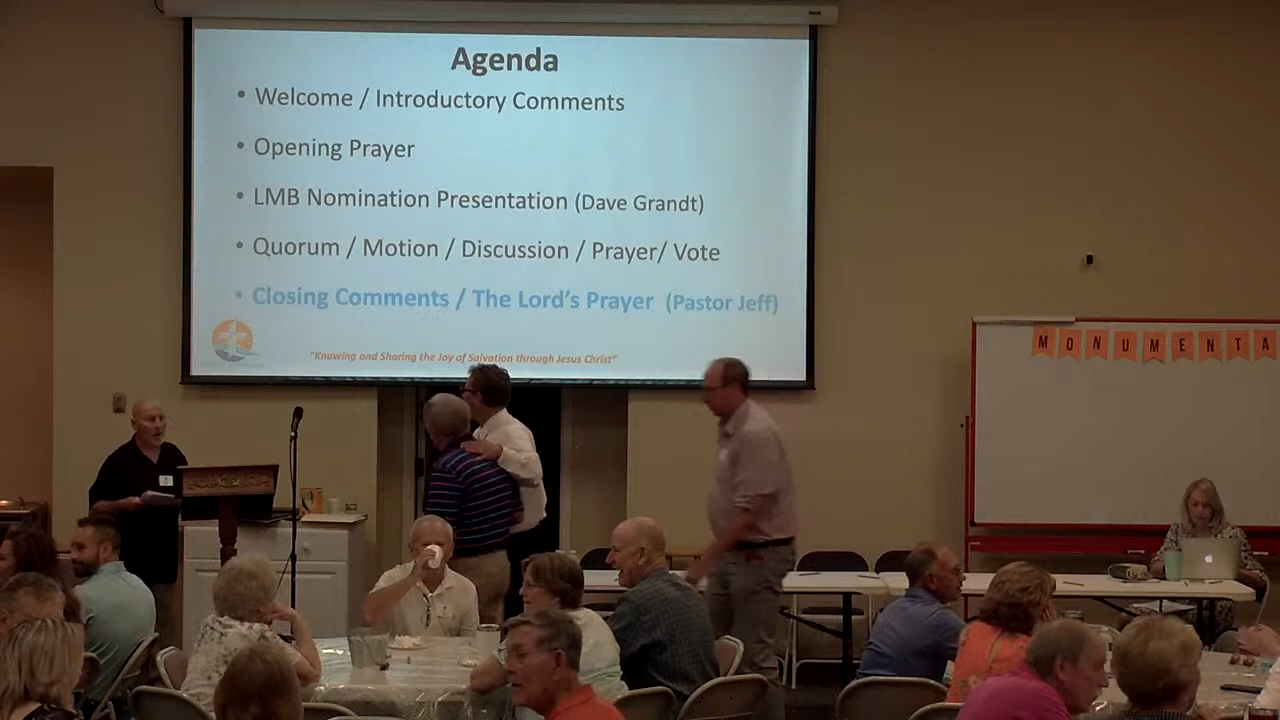 Agenda
• Welcome / Introductory Comments
• Opening Prayer
• LMB Nomination Presentation (Dave Grandt)
• Quorum / Motion / Discussion / Prayer/ Vote
• Closing Comments / The Lord's Prayer (Pastor Jeff)
"Knowing and Sharing the Joy of Salvation through Jesus Christ"
MONUMENTA